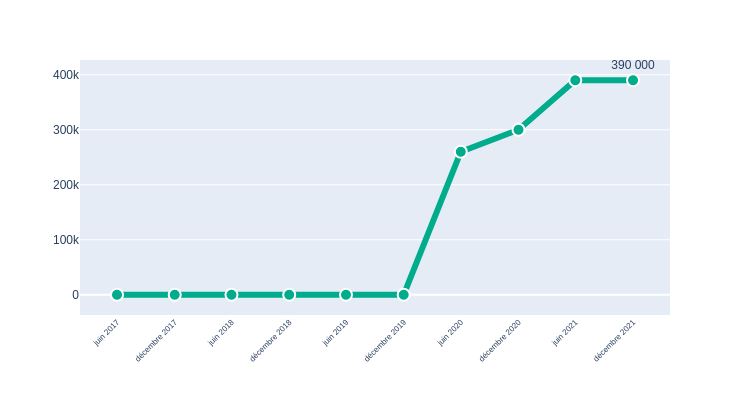 390 000
400k
300k
200k
100k
0
juin 2017
décembre 2017
juin 2018
décembre 2018
juin 2019
décembre 2019
juin 2020
décembre 2020
juin 2021
décembre 2021